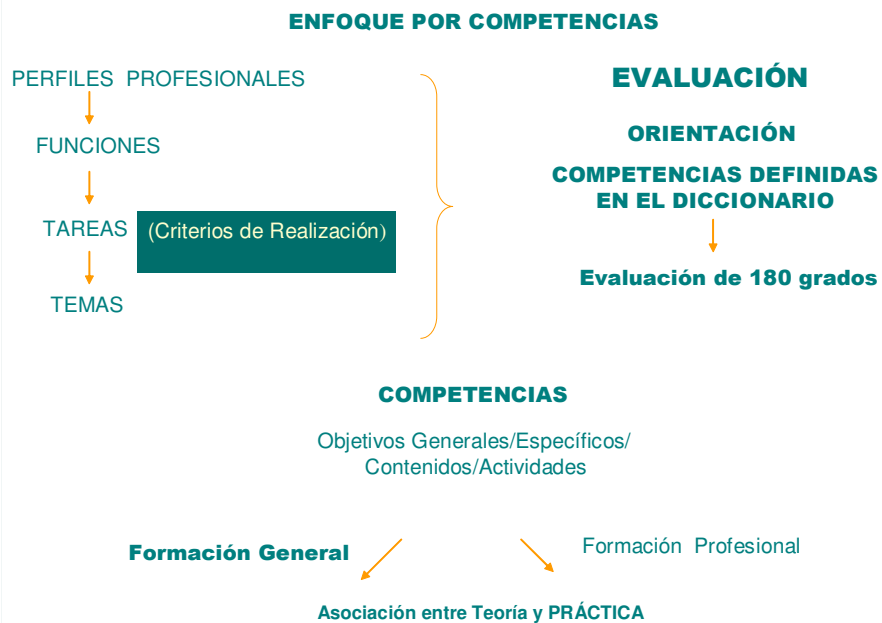 ENFOQUE POR COMPETENCIAS
PERFILES PROFESIONALES
FUNCIONES
TAREAS (Criterios de Realización)
TEMAS
EVALUACIÓN
ORIENTACIÓN
COMPETENCIAS DEFINIDAS
EN EL DICCIONARIO
Evaluación de 180 grados
COMPETENCIAS
Objetivos Generales/Específicos/
Contenidos/Actividades
Formación General
Formación Profesional
Asociación entre Teoría y PRÁCTICA